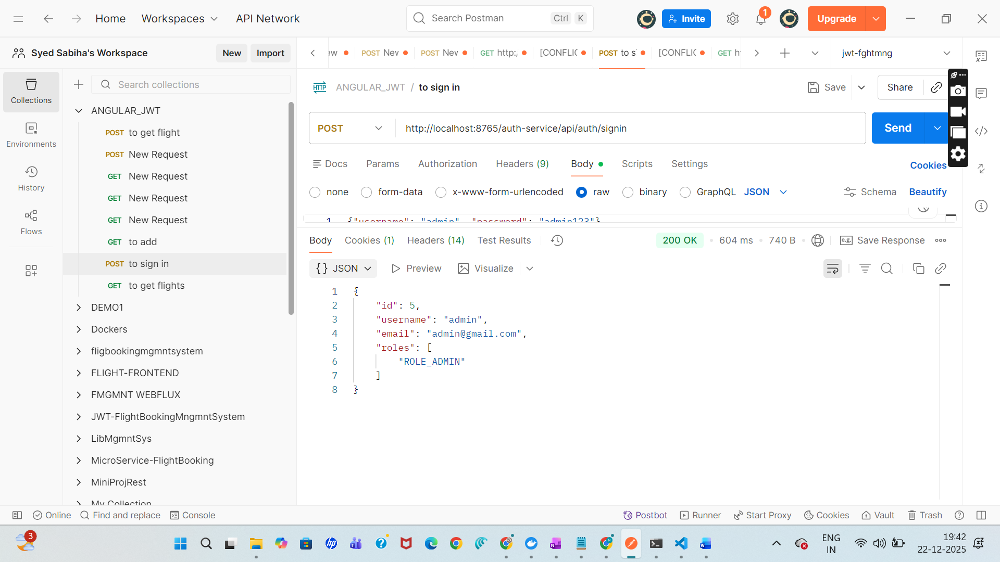 Home
Workspaces
API Network
Search Postman
Ctrl K
Invite
1
Upgrade
Syed Sabiha's Workspace
New
Import
ew
POST New
POST New
GET http:/
[CONFLIC
POST to s
[CONFLIC
GET h
jwt-fghtmng
Collections
Environments
History
Flows
Search collections
ANGULAR_JWT
POST to get flight
POST New Request
GET New Request
GET New Request
GET New Request
GET to add
POST to sign in
GET to get flights
DEMO1
Dockers
fligbookingmgmntsystem
FLIGHT-FRONTEND
FMGMNT WEBFLUX
JWT-FlightBookingMngmntSystem
LibMgmntSys
MicroService-FlightBooking
MiniProjRest
My Collection
HTTP ANGULAR_JWT / to sign in
Save
Share
POST
http://localhost:8765/auth-service/api/auth/signin
Send
Docs Params Authorization Headers (9) Body Scripts Settings
Cookies
none form-data x-www-form-urlencoded raw binary GraphQL JSON
Schema Beautify
1 {"username": "admin", "password": "admin123"}
Body Cookies (1) Headers (14) Test Results
200 OK • 604 ms • 740 B
e.g. Save Response
{} JSON Preview Visualize
1 {
2 "id": 5,
3 "username": "admin",
4 "email": "admin@gmail.com",
5 "roles": [
6 "ROLE_ADMIN"
7 ]
8 }
Online Find and replace Console
Postbot Runner Start Proxy Cookies Vault Trash
3
ENG
IN
19:42
22-12-2025